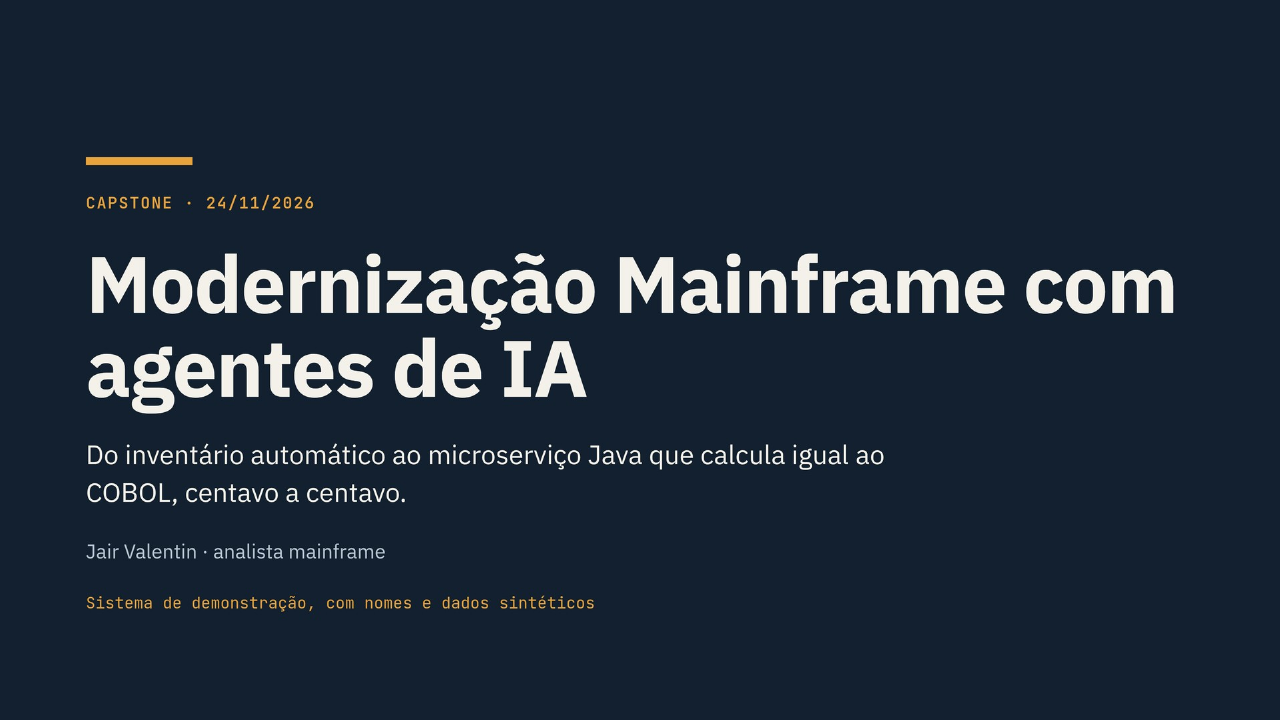 CAPSTONE · 24/11/2026
Modernização Mainframe com
agentes de IA
Do inventário automático ao microserviço Java que calcula igual ao
COBOL, centavo a centavo.
Jair Valentin · analista mainframe
Sistema de demonstração, com nomes e dados sintéticos